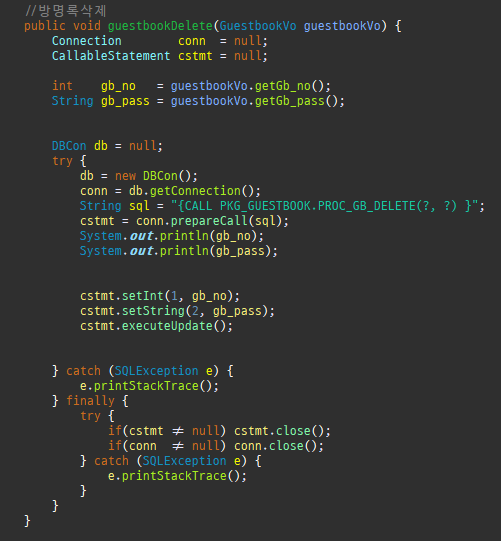 //방명록삭제
public void guestbookDelete(GuestbookVo guestbookVo) {
Connection conn = null;
CallableStatement cstmt = null;
int gb_no = guestbookVo.getGb_no();
String gb_pass = guestbookVo.getGb_pass();
DBCon db = null;
try {
db = new DBCon();
conn = db.getConnection();
String sql = "{CALL PKG_GUESTBOOK.PROC_GB_DELETE(?, ?) }";
cstmt = conn.prepareCall(sql);
System.out.println(gb_no);
System.out.println(gb_pass);
cstmt.setInt(1, gb_no);
cstmt.setString(2, gb_pass);
cstmt.executeUpdate();
} catch (SQLException e) {
e.printStackTrace();
} finally {
try {
if(cstmt ≠ null) cstmt.close();
if(conn ≠ null) conn.close();
} catch (SQLException e) {
e.printStackTrace();
}
}
}